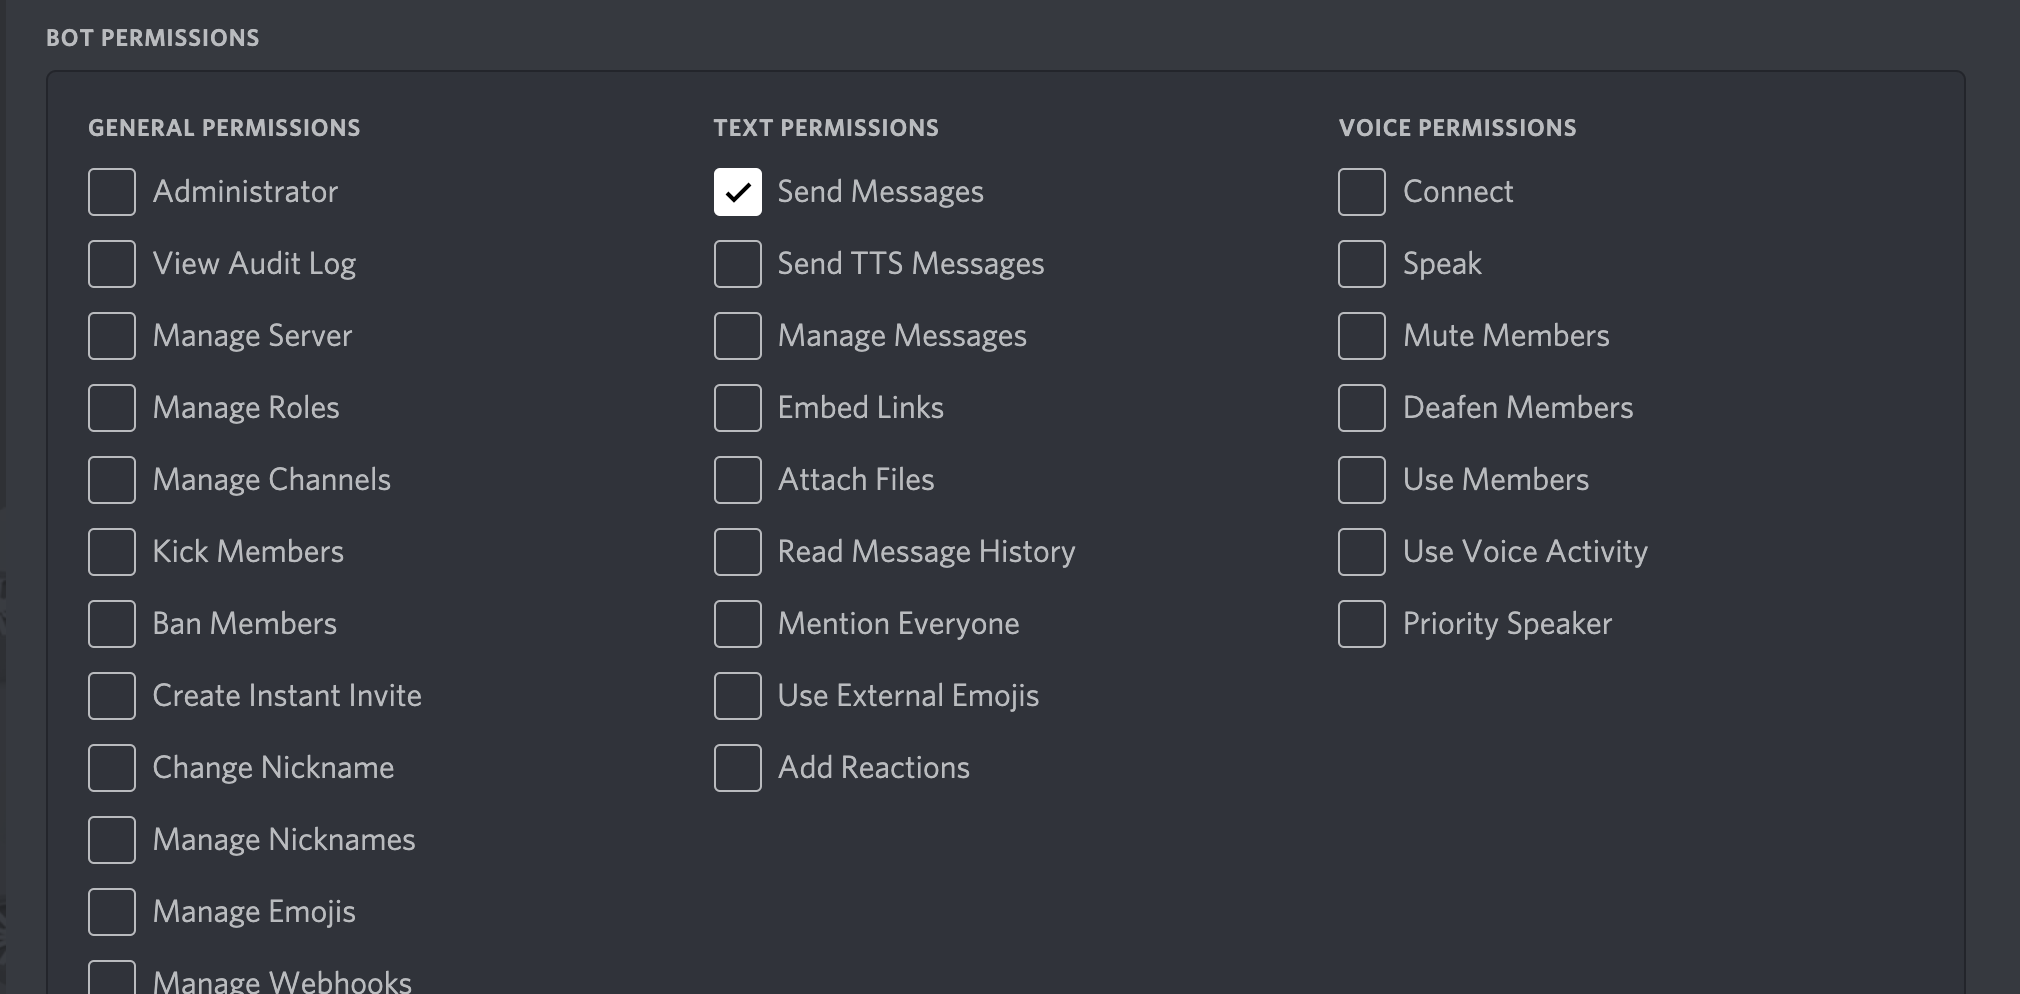 BOT PERMISSIONS
GENERAL PERMISSIONS
Administrator
View Audit Log
Manage Server
Manage Roles
Manage Channels
Kick Members
Ban Members
Create Instant Invite
Change Nickname
Manage Nicknames
Manage Emojis
Manage Webhooks
TEXT PERMISSIONS
Send Messages
Send TTS Messages
Manage Messages
Embed Links
Attach Files
Read Message History
Mention Everyone
Use External Emojis
Add Reactions
VOICE PERMISSIONS
Connect
Speak
Mute Members
Deafen Members
Use Members
Use Voice Activity
Priority Speaker